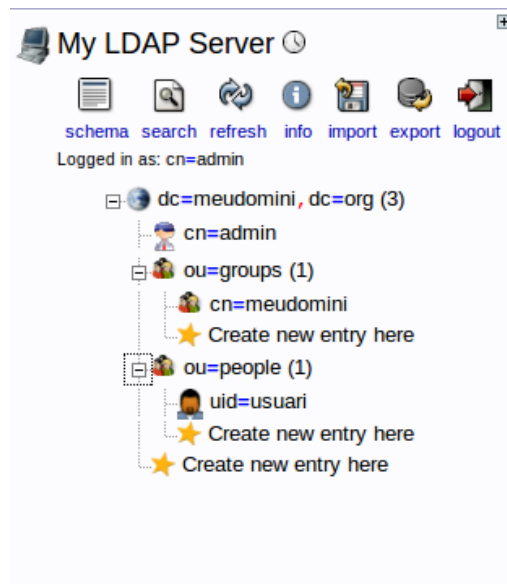 My LDAP Server
schema search refresh info import export logout
Logged in as: cn=admin
dc=meudomini, dc=org (3)
cn=admin
ou=groups (1)
cn=meudomini
Create new entry here
ou=people (1)
uid=usuari
Create new entry here
Create new entry here